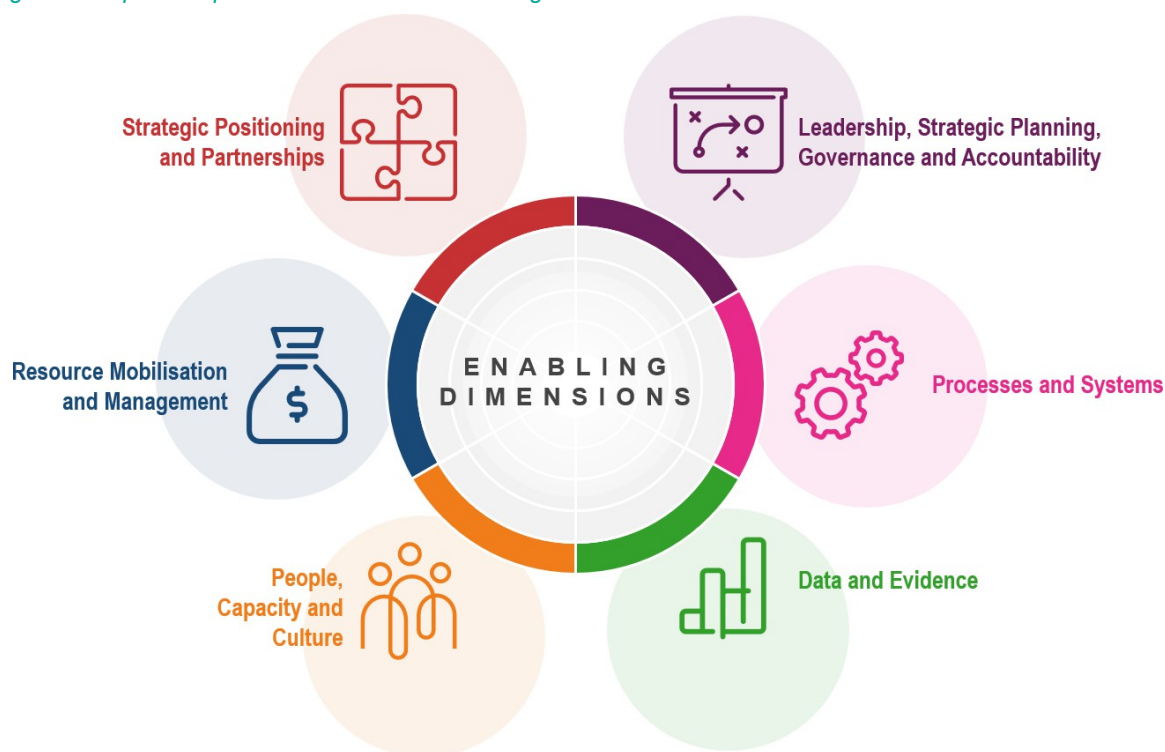 Strategic Positioning
and Partnerships
Leadership, Strategic Planning,
Governance and Accountability
Resource Mobilisation
and Management
$
ENABLING
DIMENSIONS
Processes and Systems
People,
Capacity and
Culture
Data and Evidence